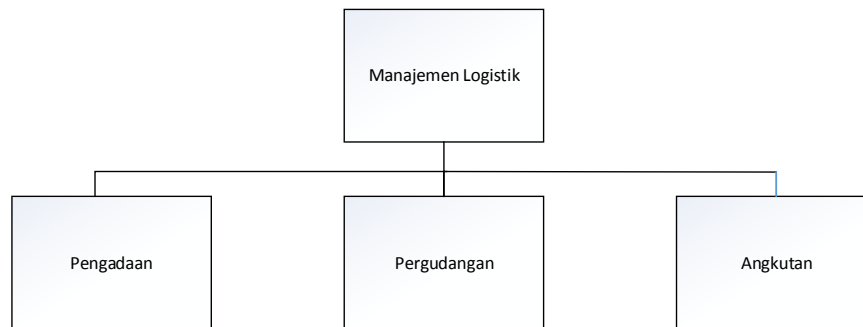 Manajemen Logistik
Pengadaan
Pergudangan
Angkutan